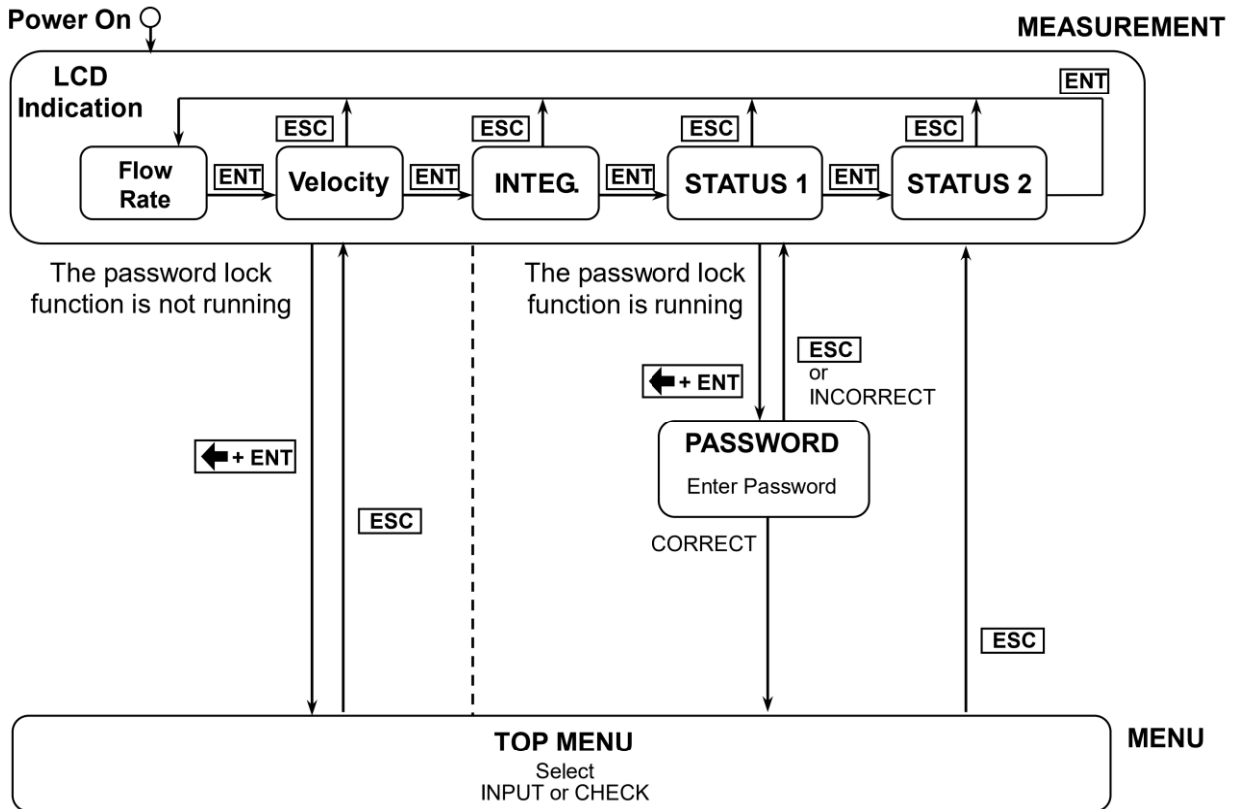 Power On
MEASUREMENT
LCD
Indication
ENT
ESC
ESC
ESC
ESC
Flow
Rate
ENT
Velocity
ENT
INTEG.
ENT
STATUS 1
ENT
STATUS 2
The password lock
function is not running
The password lock
function is running
ESC
or
INCORRECT
+ ENT
PASSWORD
Enter Password
+ ENT
ESC
CORRECT
ESC
TOP MENU
Select
INPUT or CHECK
MENU